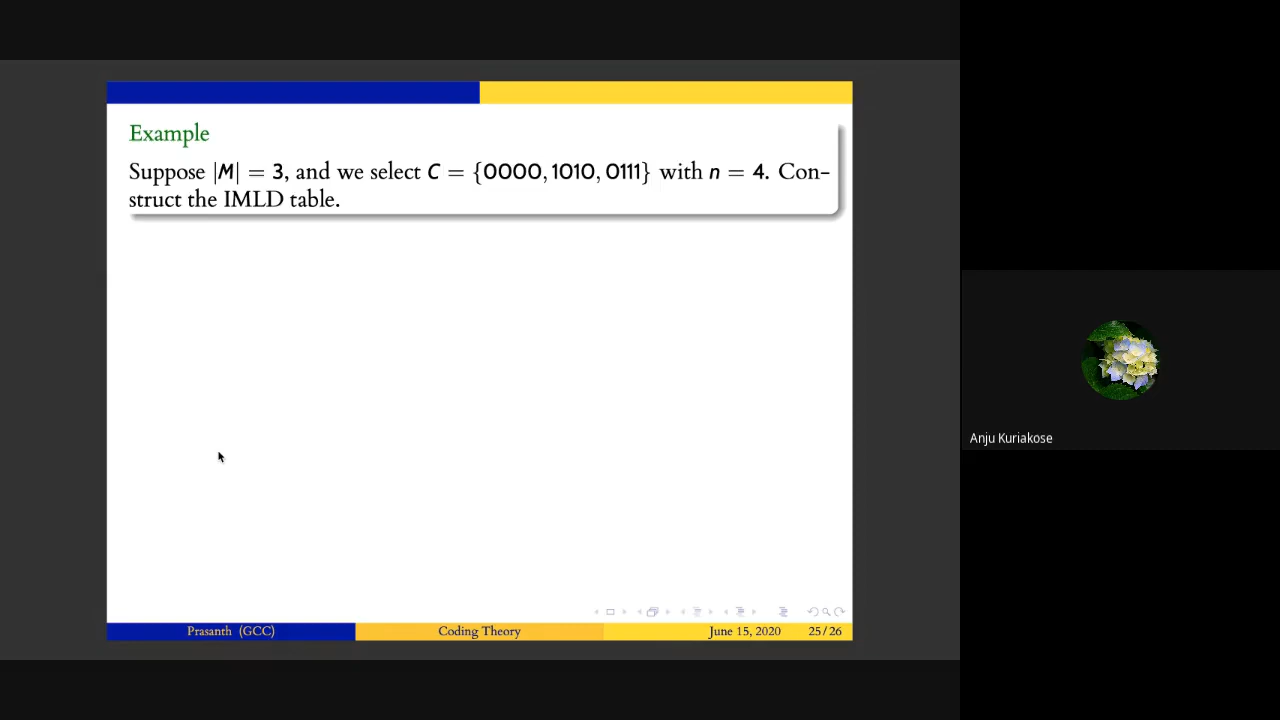 Example
Suppose |M| = 3, and we select C = {0000, 1010, 0111} with n = 4. Con-
struct the IMLD table.
Anju Kuriakose
Prasanth (GCC) Coding Theory June 15, 2020 25/26